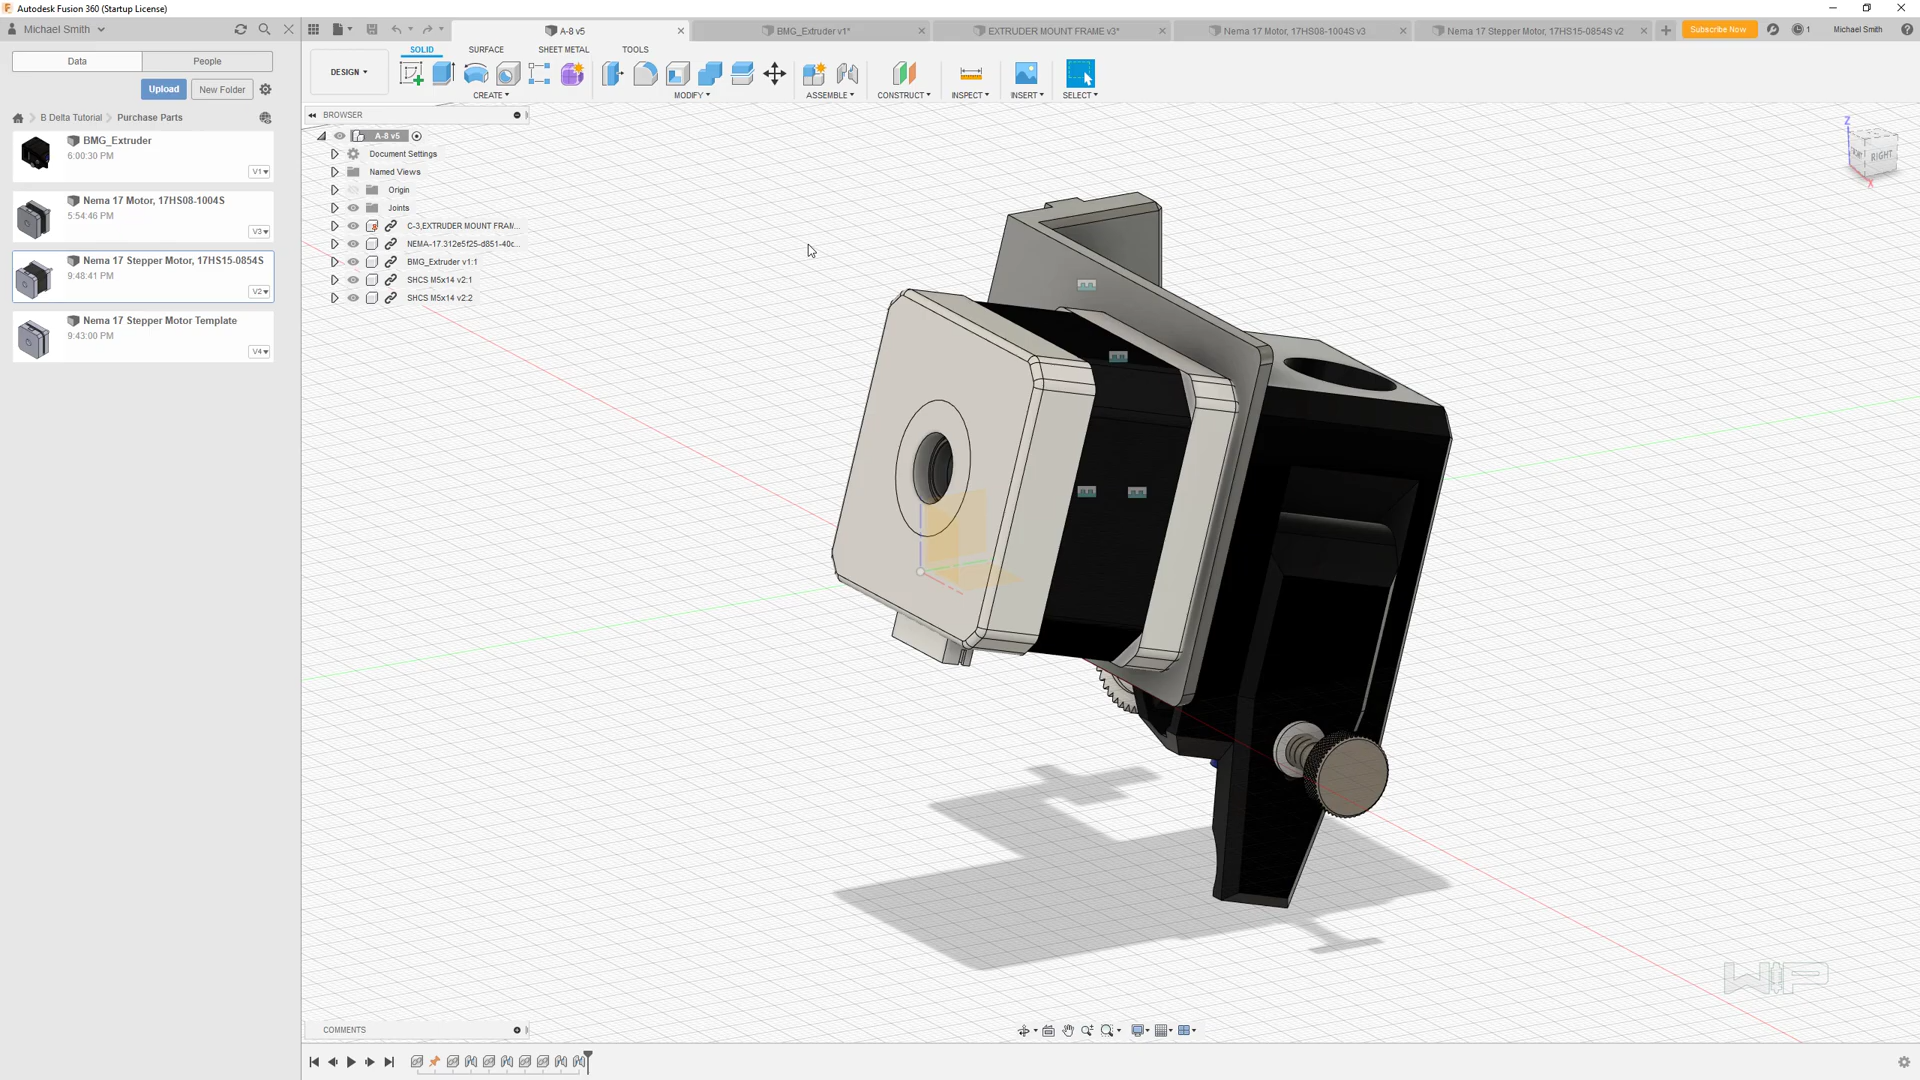 Autodesk Fusion 360 (Startup License)
Michael Smith
A-8 v5
BMG_Extruder v1*
EXTRUDER MOUNT FRAME v3*
Nema 17 Motor, 17HS08-1004S v3
Nema 17 Stepper Motor, 17HS15-0854S v2
Subscribe Now
1
Michael Smith
Data
People
SOLID
SURFACE
SHEET METAL
TOOLS
DESIGN
CREATE
MODIFY
ASSEMBLE
CONSTRUCT
INSPECT
INSERT
SELECT
Upload
New Folder
B Delta Tutorial
Purchase Parts
BMG_Extruder
6:00:30 PM
V1
Nema 17 Motor, 17HS08-1004S
5:54:46 PM
V3
Nema 17 Stepper Motor, 17HS15-0854S
9:48:41 PM
V2
Nema 17 Stepper Motor Template
9:43:00 PM
V4
BROWSER
A-8 v5
Document Settings
Named Views
Origin
Joints
C-3,EXTRUDER MOUNT FRAM...
NEMA-17.312e5f25-d851-40c...
BMG_Extruder v1:1
SHCS M5x14 v2:1
SHCS M5x14 v2:2
Z
RIGHT
X
COMMENTS